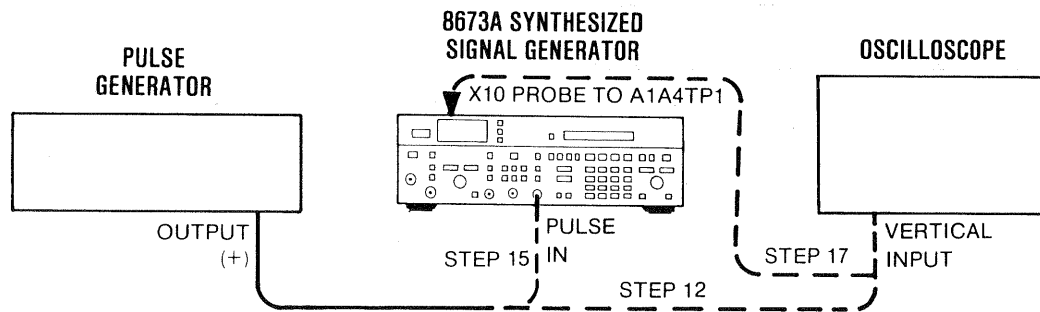 8673A SYNTHESIZED
SIGNAL GENERATOR
PULSE
GENERATOR
OSCILLOSCOPE
X10 PROBE TO A1A4TP1
OUTPUT
(+)
PULSE
IN
STEP 15
VERTICAL
INPUT
STEP 17
STEP 12